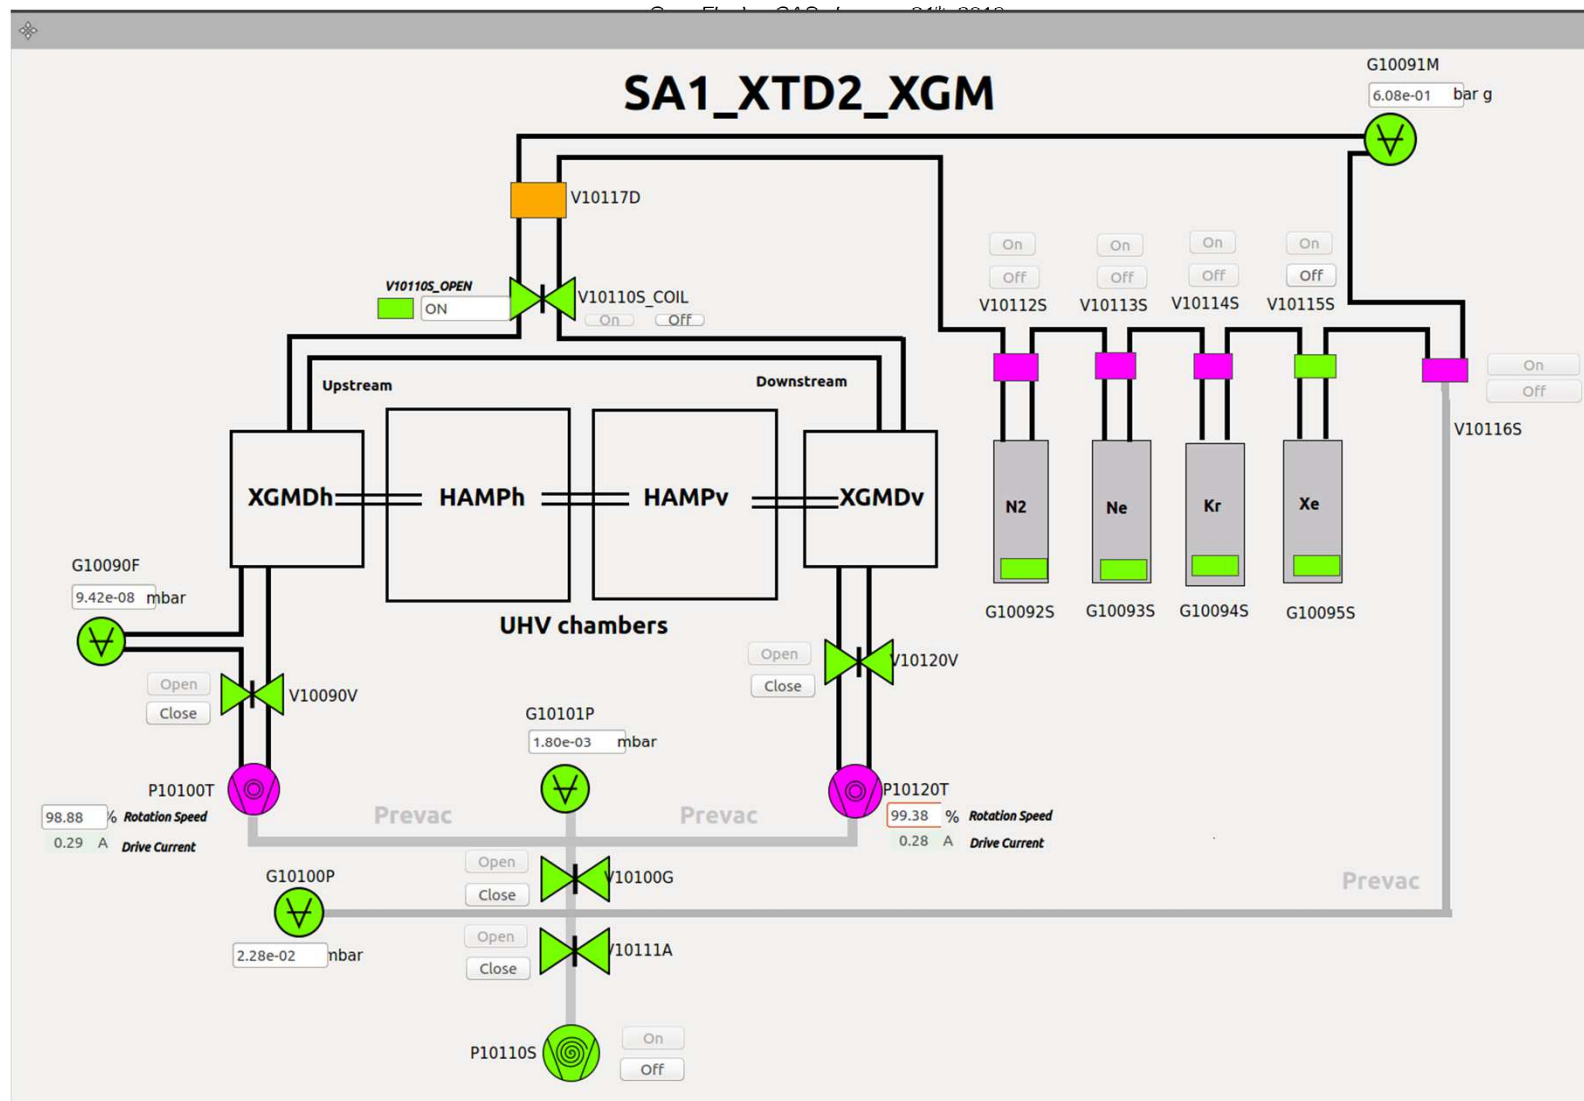 SA1_XTD2_XGM
G10091M
6.08e-01 bar g
V10117D
On On On On
Off Off Off Off
V10112S V10113S V10114S V10115S
V10110S_OPEN
ON
V10110S_COIL
On Off
Upstream
Downstream
On
Off
V10116S
XGMDh HAMPh HAMPv XGMDv
N2 Ne Kr Xe
G10092S G10093S G10094S G10095S
UHV chambers
G10090F
9.42e-08 mbar
Open
Close
V10090V
Open
Close
V10120V
G10101P
1.80e-03 mbar
P10100T
98.88 % Rotation Speed
0.29 A Drive Current
Prevac
Prevac
P10120T
99.38 % Rotation Speed
0.28 A Drive Current
Open
Close
V10100G
G10100P
2.28e-02 mbar
Prevac
Open
Close
V10111A
P10110S
On
Off